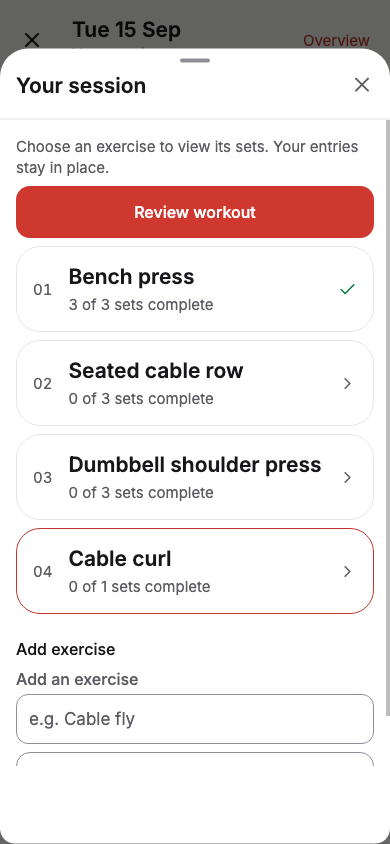 Tue 15 Sep
Overview
Your session
Choose an exercise to view its sets. Your entries
stay in place.
Review workout
01
Bench press
3 of 3 sets complete
02
Seated cable row
0 of 3 sets complete
03
Dumbbell shoulder press
0 of 3 sets complete
04
Cable curl
0 of 1 sets complete
Add exercise
Add an exercise
e.g. Cable fly